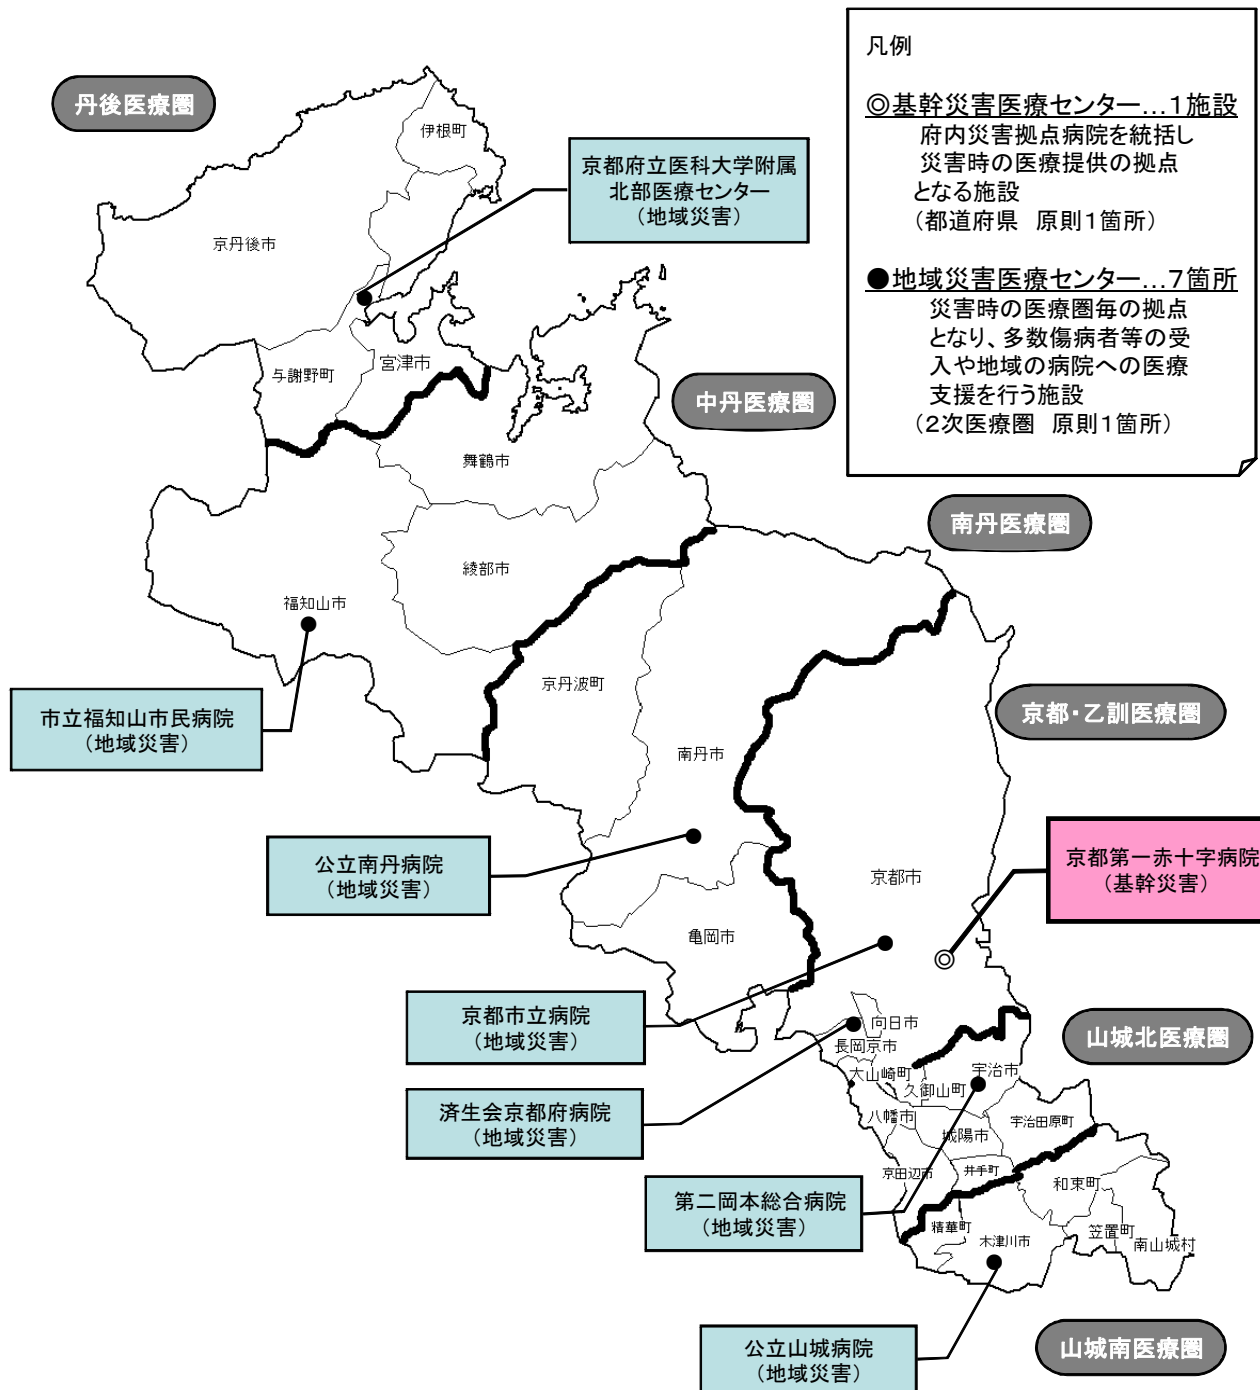 凡例
◎基幹災害医療センター…1施設
府内災害拠点病院を統括し
災害時の医療提供の拠点
となる施設
(都道府県 原則1箇所)
●地域災害医療センター…7箇所
災害時の医療圏毎の拠点
となり、多数傷病者等の受
入や地域の病院への医療
支援を行う施設
(2次医療圏 原則1箇所)
丹後医療圏
伊根町
京都府立医科大学附属
北部医療センター
(地域災害)
京丹後市
宮津市
与謝野町
中丹医療圏
舞鶴市
南丹医療圏
綾部市
福知山市
京丹波町
市立福知山市民病院
(地域災害)
京都・乙訓医療圏
南丹市
公立南丹病院
(地域災害)
京都第一赤十字病院
(基幹災害)
京都市
亀岡市
京都市立病院
(地域災害)
向日市
長岡京市
山城北医療圏
大山崎町
宇治市
久御山町
済生会京都府病院
(地域災害)
八幡市
宇治田原町
城陽市
京田辺市
井手町
和束町
第二岡本総合病院
(地域災害)
精華町
木津川市
笠置町
南山城村
公立山城病院
(地域災害)
山城南医療圏